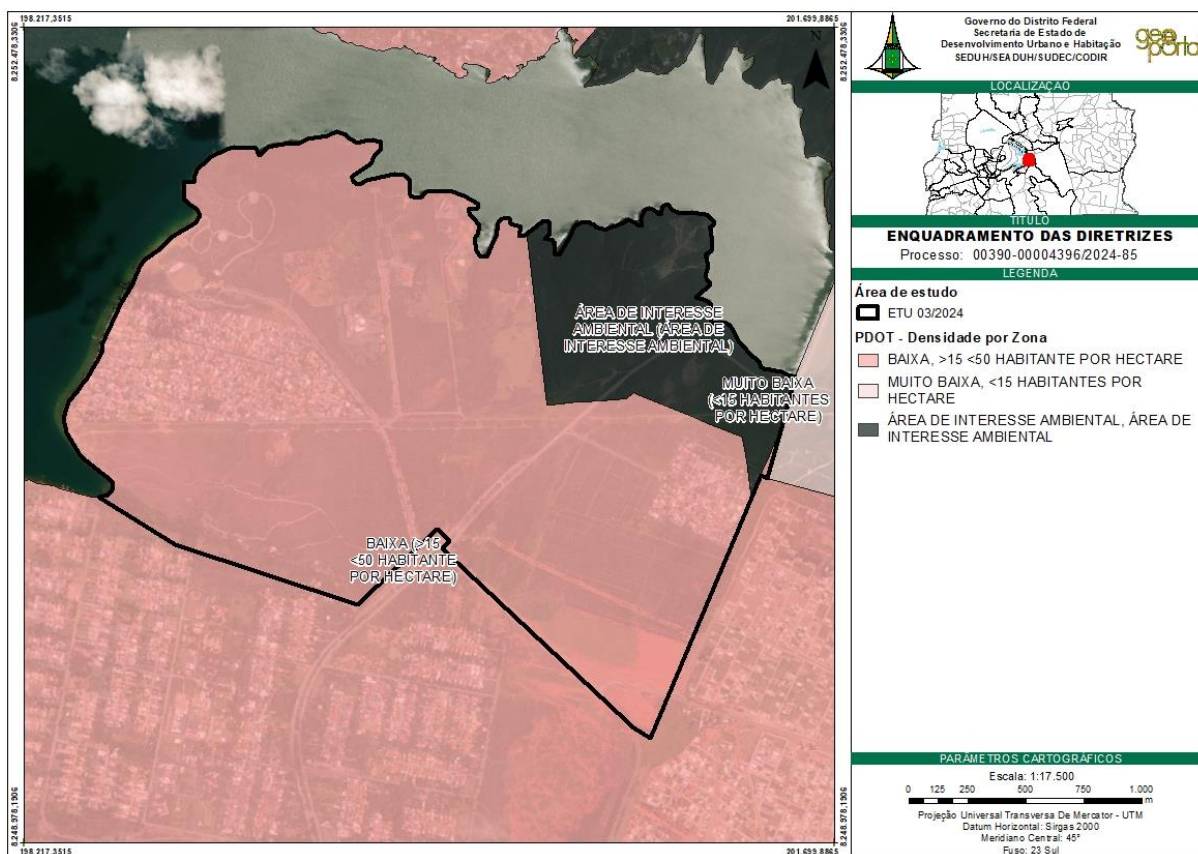 198.217,3515
201.699,8865
8.252.478,3306
8.252.478,3306
N
ÁREA DE INTERESSE
AMBIENTAL (ÁREA DE
INTERESSE AMBIENTAL)
MUITO BAIXA
(<15 HABITANTES
POR HECTARE)
BAIXA (>15
<50 HABITANTE
POR HECTARE)
8.248.978,1906
8.248.978,1906
198.217,3515
201.699,8865
Governo do Distrito Federal
Secretaria de Estado de
Desenvolvimento Urbano e Habitação
SEDUH/SEADUH/SUDEC/CODIR
geoportal
LOCALIZAÇÃO
TÍTULO
ENQUADRAMENTO DAS DIRETRIZES
Processo: 00390-00004396/2024-85
LEGENDA
Área de estudo
ETU 03/2024
PDOT - Densidade por Zona
BAIXA, >15 <50 HABITANTE POR HECTARE
MUITO BAIXA, <15 HABITANTES POR
HECTARE
ÁREA DE INTERESSE AMBIENTAL, ÁREA DE
INTERESSE AMBIENTAL
PARÂMETROS CARTOGRÁFICOS
Escala: 1:17.500
0 125 250 500 750 1.000
m
Projeção Universal Transversa De Mercator - UTM
Datum Horizontal: Sirgas 2000
Meridiano Central: 45°
Fuso: 23 Sul